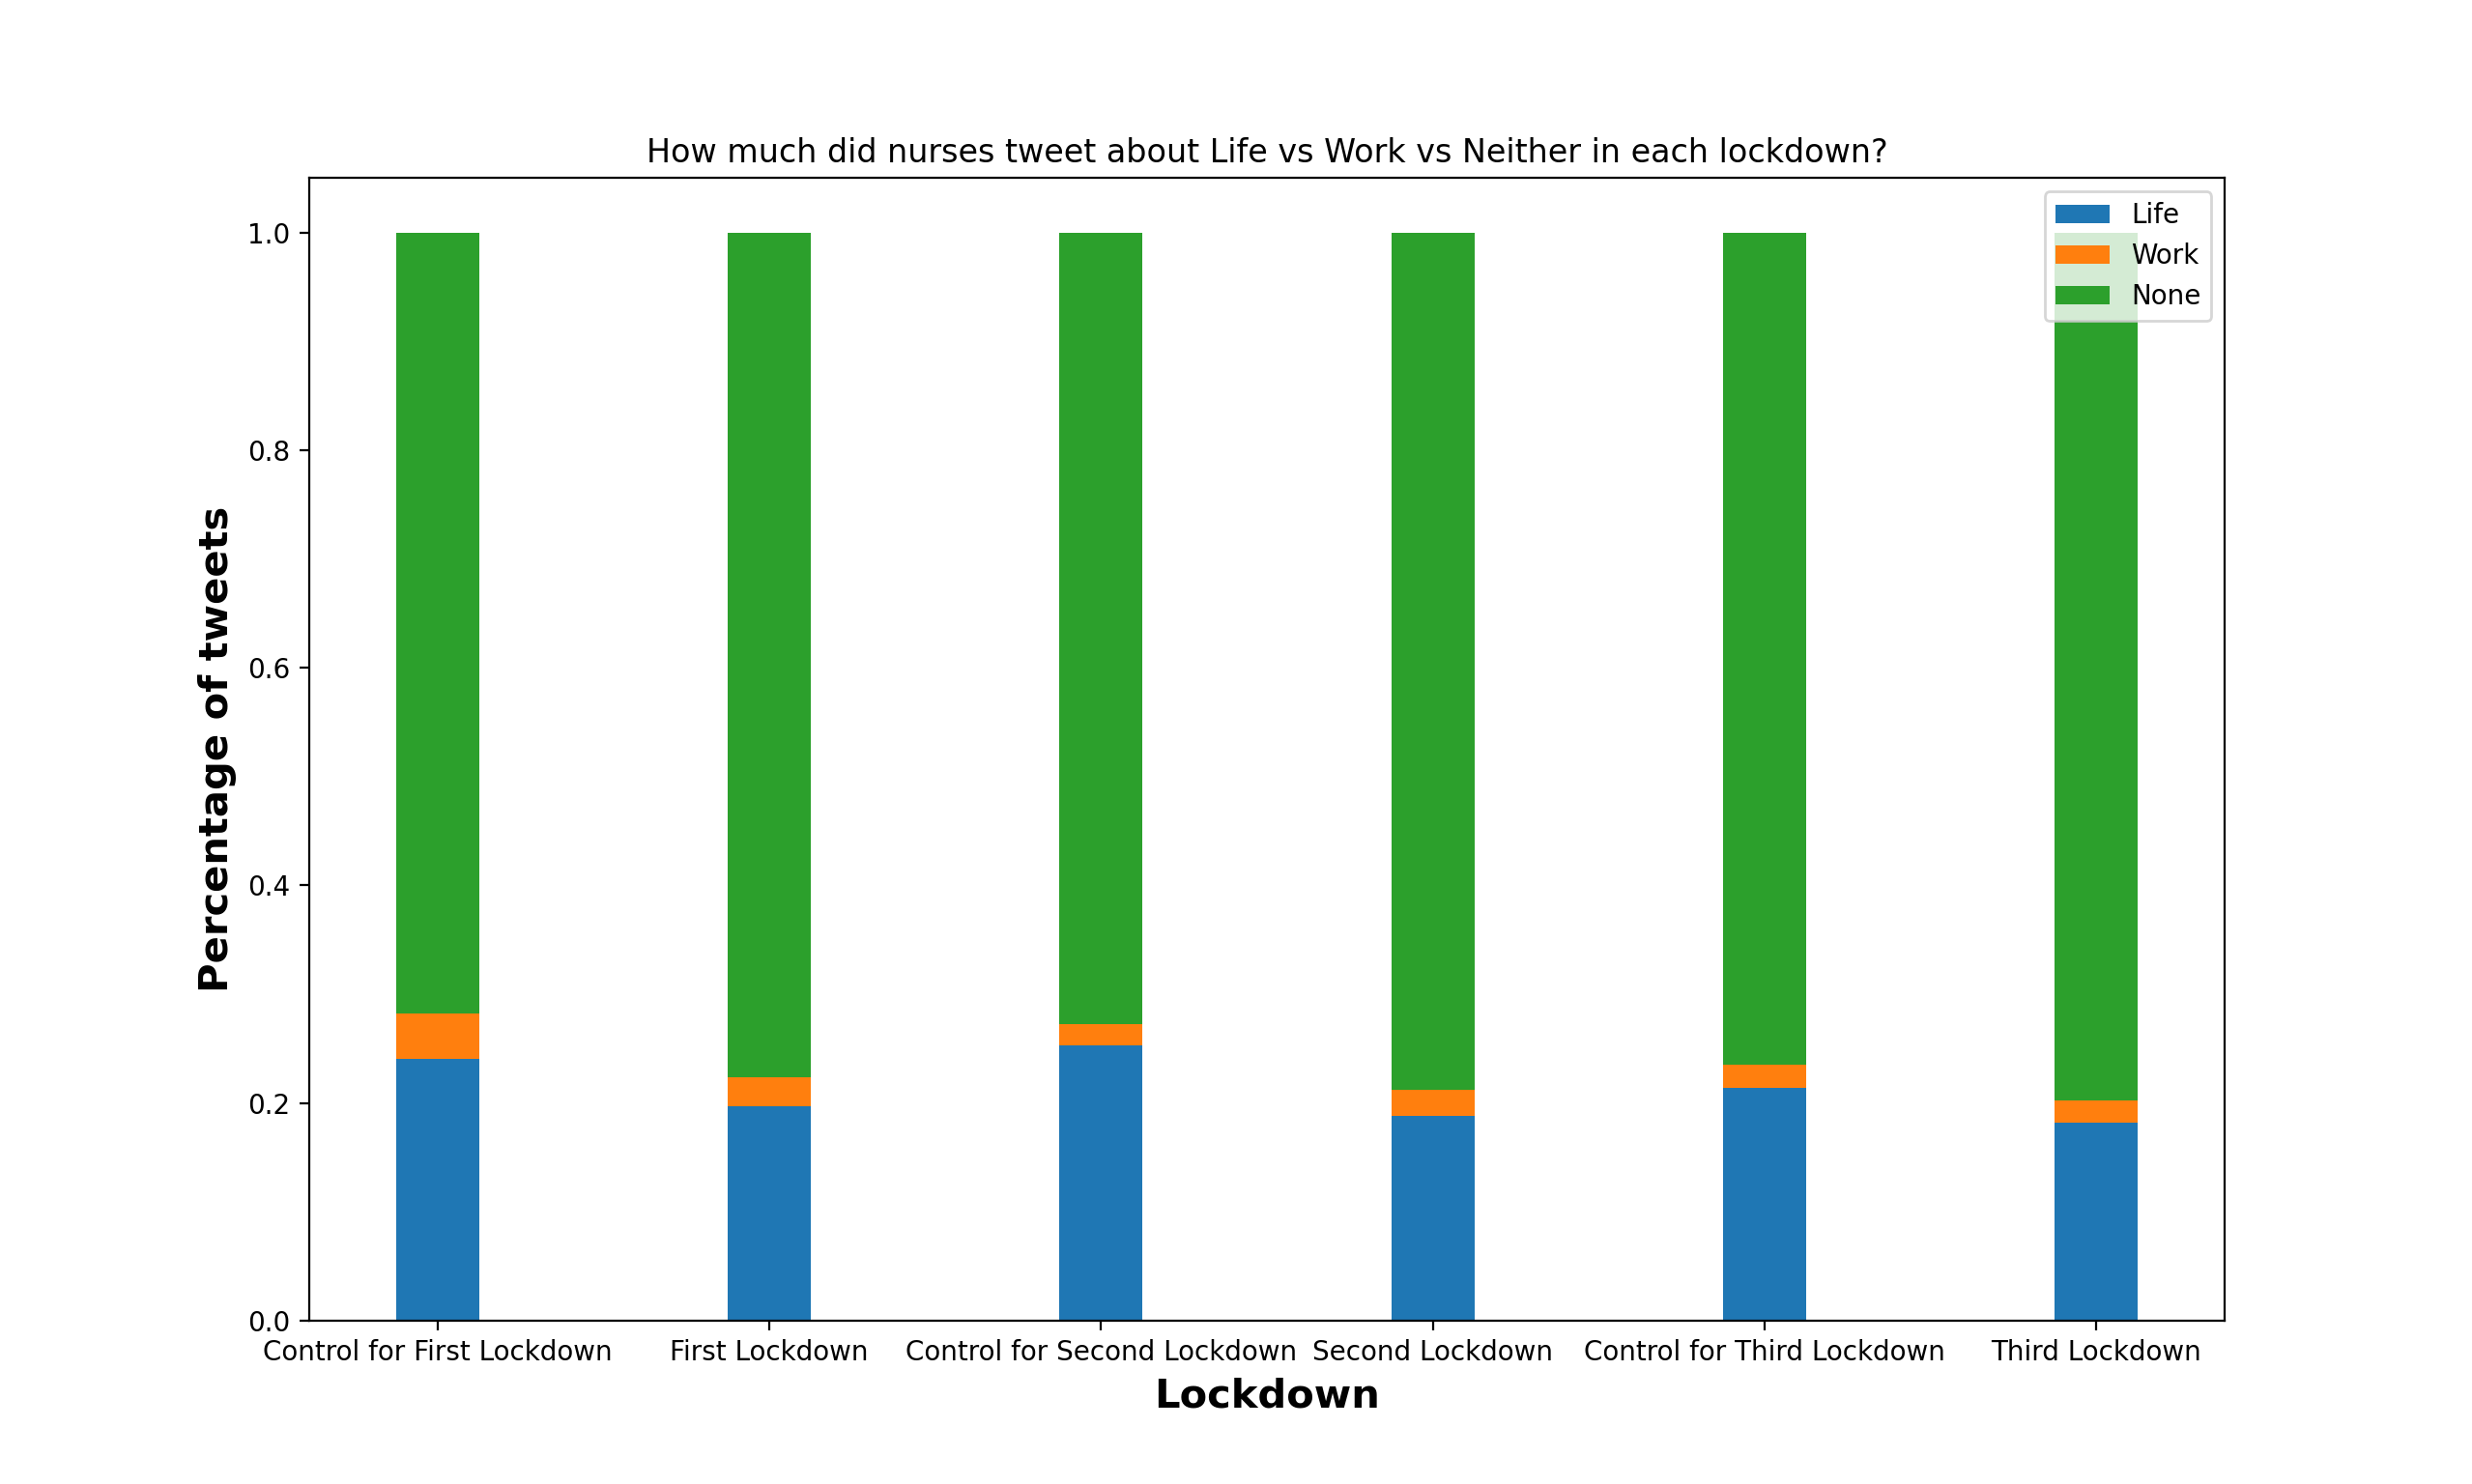 How much did nurses tweet about Life vs Work vs Neither in each lockdown?
Life
Work
None
1.0
0.8
0.6
0.4
0.2
0.0
Percentage of tweets
Control for First Lockdown
First Lockdown
Control for Second Lockdown
Second Lockdown
Control for Third Lockdown
Third Lockdown
Lockdown